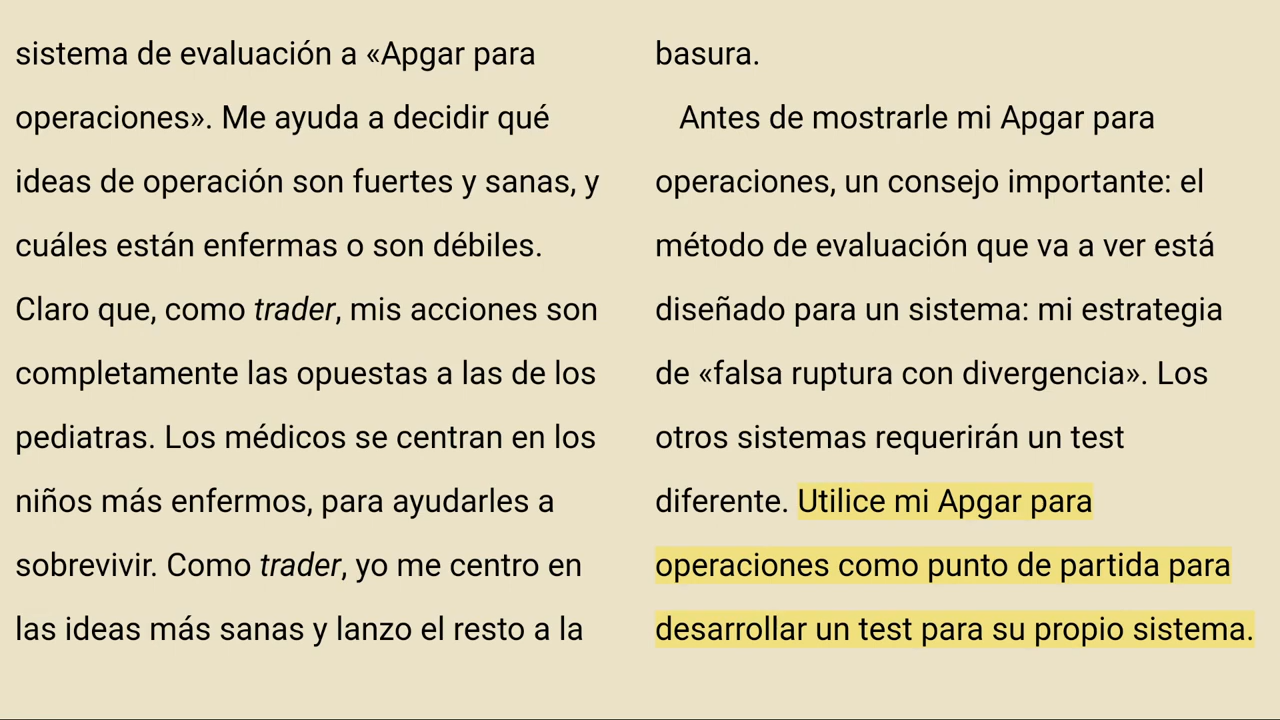 sistema de evaluación a «Apgar para
operaciones». Me ayuda a decidir qué
ideas de operación son fuertes y sanas, y
cuáles están enfermas o son débiles.
Claro que, como trader, mis acciones son
completamente las opuestas a las de los
pediatras. Los médicos se centran en los
niños más enfermos, para ayudarles a
sobrevivir. Como trader, yo me centro en
las ideas más sanas y lanzo el resto a la
basura.
Antes de mostrarle mi Apgar para
operaciones, un consejo importante: el
método de evaluación que va a ver está
diseñado para un sistema: mi estrategia
de «falsa ruptura con divergencia». Los
otros sistemas requerirán un test
diferente. Utilice mi Apgar para
operaciones como punto de partida para
desarrollar un test para su propio sistema.